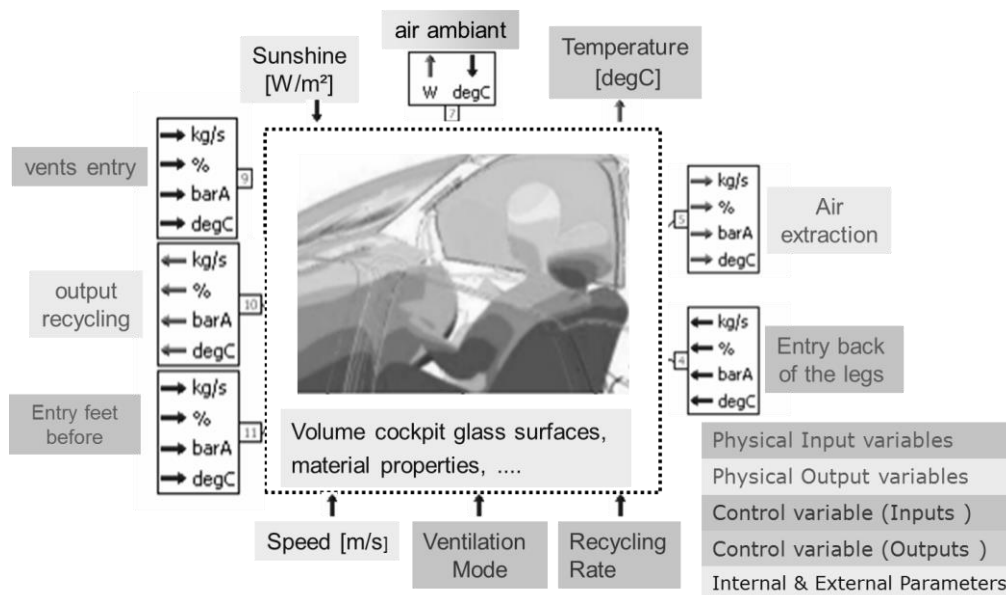 air ambiant
Sunshine
[W/m²]
W degC
7
Temperature
[degC]
vents entry
kg/s
%
barA
degC
9
output
recycling
kg/s
%
barA
degC
10
Entry feet
before
kg/s
%
barA
degC
11
kg/s
%
barA
degC
5
Air
extraction
kg/s
%
barA
degC
4
Entry back
of the legs
Volume cockpit glass surfaces,
material properties, ....
Speed [m/s]
Ventilation
Mode
Recycling
Rate
Physical Input variables
Physical Output variables
Control variable (Inputs )
Control variable (Outputs )
Internal & External Parameters